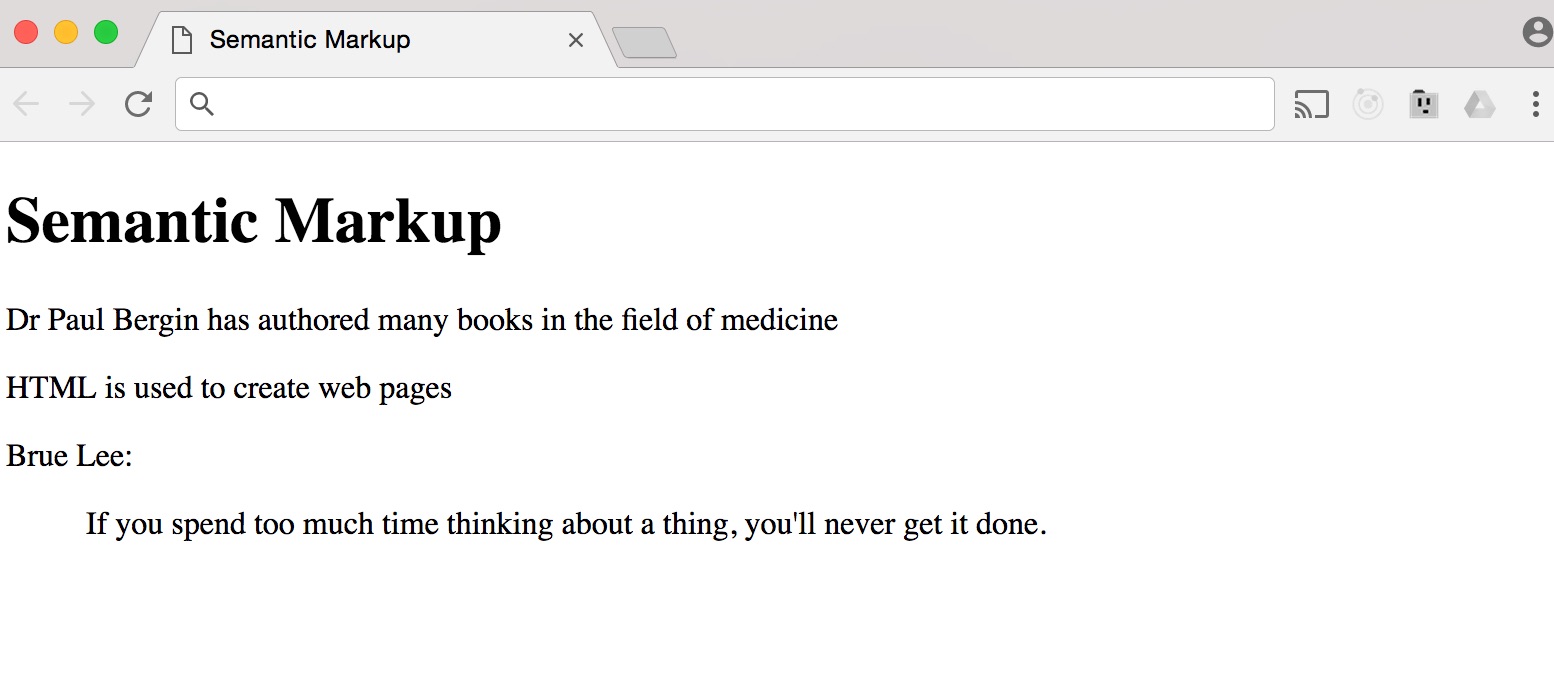 Semantic Markup
Semantic Markup
Dr Paul Bergin has authored many books in the field of medicine
HTML is used to create web pages
Brue Lee:
If you spend too much time thinking about a thing, you'll never get it done.